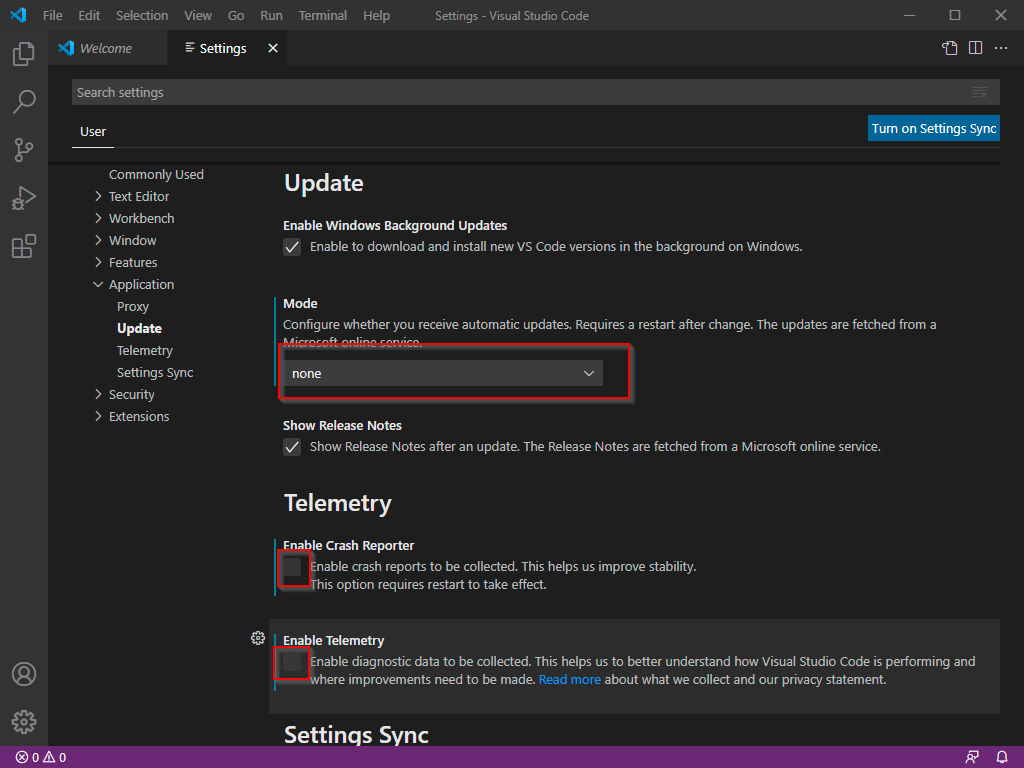 File Edit Selection View Go Run Terminal Help Settings - Visual Studio Code
Welcome Settings
Search settings
User
Turn on Settings Sync
Commonly Used
Text Editor
Workbench
Window
Features
Application
Proxy
Update
Telemetry
Settings Sync
Security
Extensions
Update
Enable Windows Background Updates
Enable to download and install new VS Code versions in the background on Windows.
Mode
Configure whether you receive automatic updates. Requires a restart after change. The updates are fetched from a
Microsoft online service.
none
Show Release Notes
Show Release Notes after an update. The Release Notes are fetched from a Microsoft online service.
Telemetry
Enable Crash Reporter
Enable crash reports to be collected. This helps us improve stability.
This option requires restart to take effect.
Enable Telemetry
Enable diagnostic data to be collected. This helps us to better understand how Visual Studio Code is performing and
where improvements need to be made. Read more about what we collect and our privacy statement.
Settings Sync
0 0